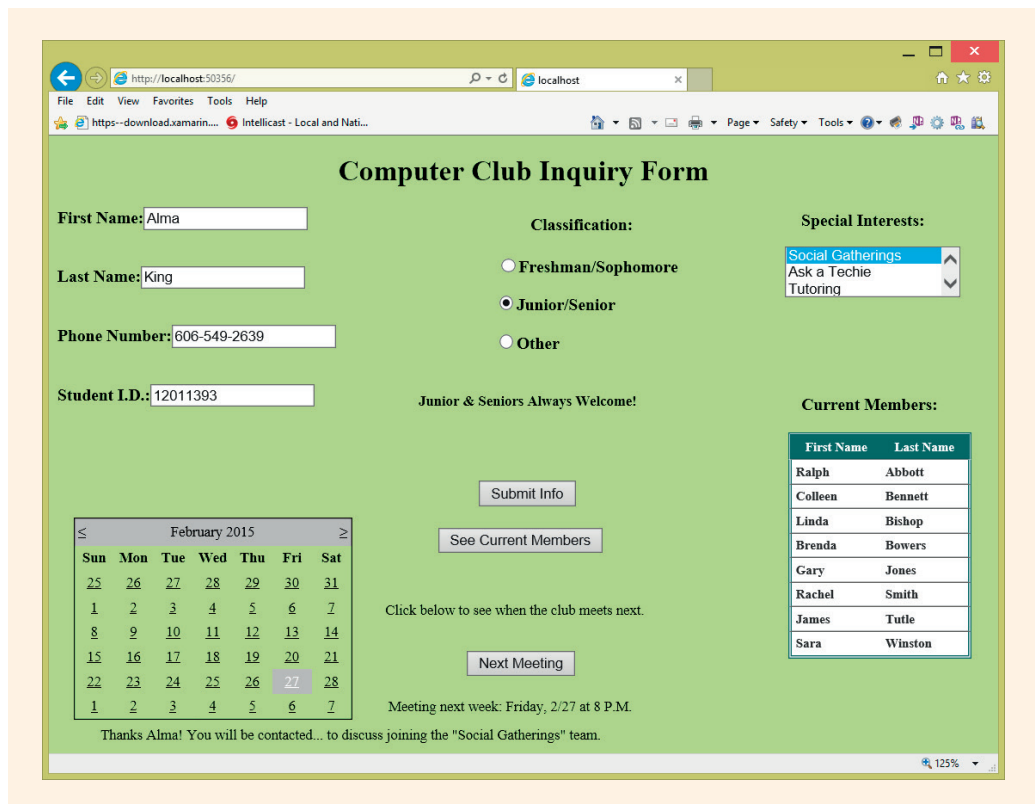 http://localhost:50356/
localhost
File Edit View Favorites Tools Help
https--download.xamarin.... Intellicast - Local and Nati...
Page Safety Tools
Computer Club Inquiry Form
First Name: Alma
Last Name: King
Phone Number: 606-549-2639
Student I.D.: 12011393
Classification:
Freshman/Sophomore
Junior/Senior
Other
Junior & Seniors Always Welcome!
Special Interests:
Social Gatherings
Ask a Techie
Tutoring
Current Members:
First Name Last Name
Ralph Abbott
Colleen Bennett
Linda Bishop
Brenda Bowers
Gary Jones
Rachel Smith
James Tutle
Sara Winston
Submit Info
See Current Members
Click below to see when the club meets next.
Next Meeting
Meeting next week: Friday, 2/27 at 8 P.M.
≤ February 2015 ≥
Sun Mon Tue Wed Thu Fri Sat
25 26 27 28 29 30 31
1 2 3 4 5 6 7
8 9 10 11 12 13 14
15 16 17 18 19 20 21
22 23 24 25 26 27 28
1 2 3 4 5 6 7
Thanks Alma! You will be contacted... to discuss joining the "Social Gatherings" team.
125%